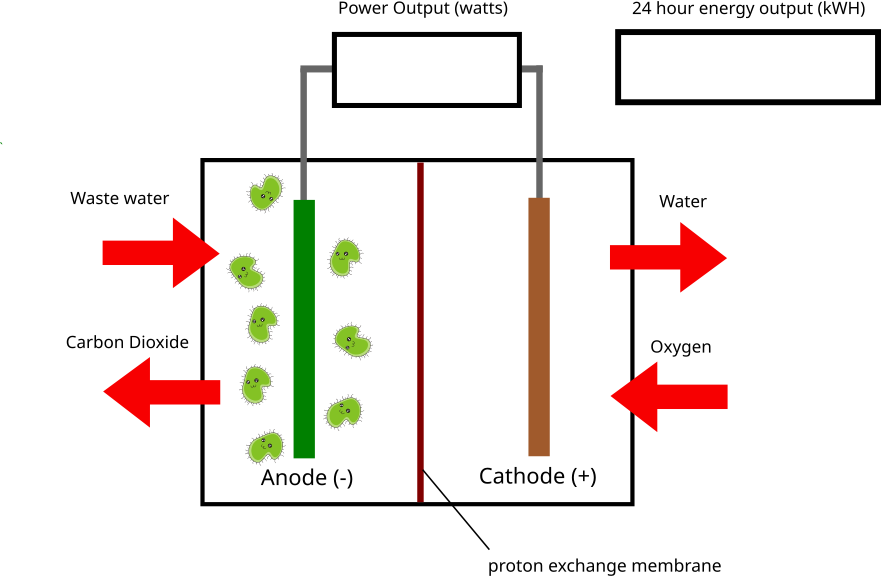 Power Output (watts)
24 hour energy output (kWH)
Waste water
Water
Carbon Dioxide
Oxygen
Anode (-)
Cathode (+)
proton exchange membrane